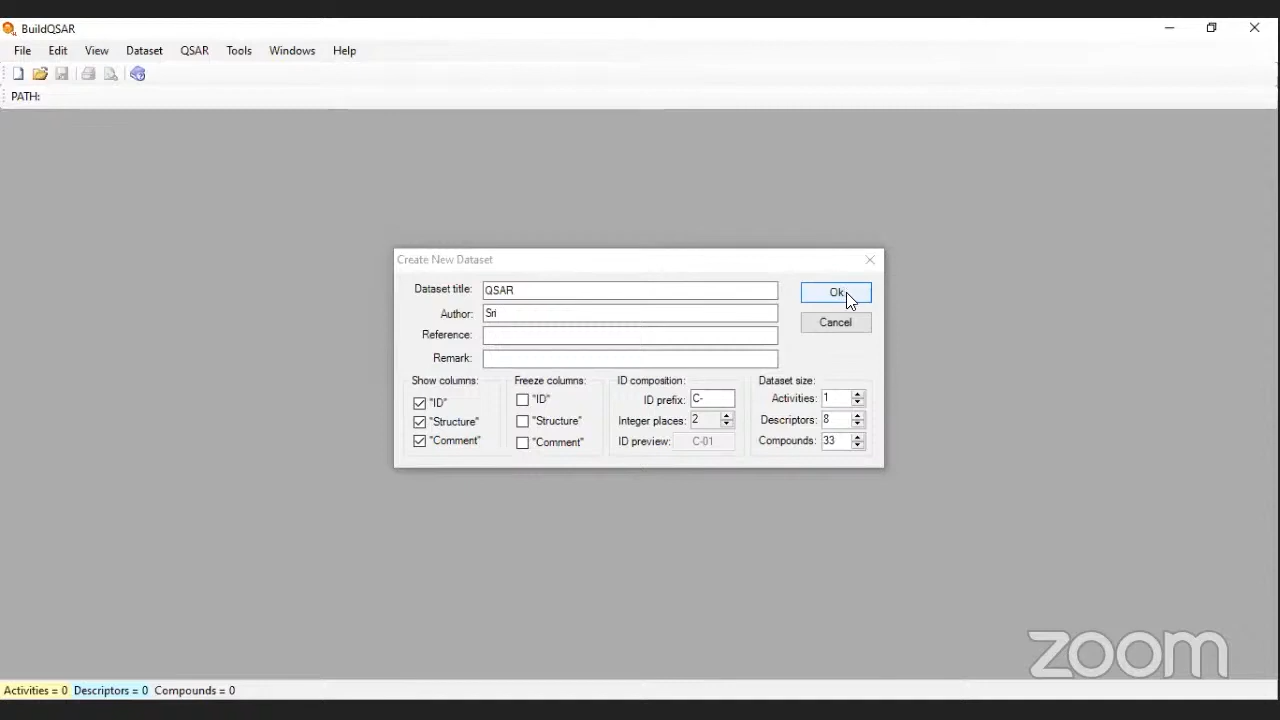 BuildQSAR
File Edit View Dataset QSAR Tools Windows Help
PATH:
Create New Dataset
Dataset title: QSAR
Ok
Author: Sri
Cancel
Reference:
Remark:
Show columns: Freeze columns: ID composition: Dataset size:
"ID" "ID" ID prefix: C- Activities: 1
"Structure" "Structure" Integer places: 2 Descriptors: 8
"Comment" "Comment" ID preview: C-01 Compounds: 33
zoom
Activities = 0 Descriptors = 0 Compounds = 0